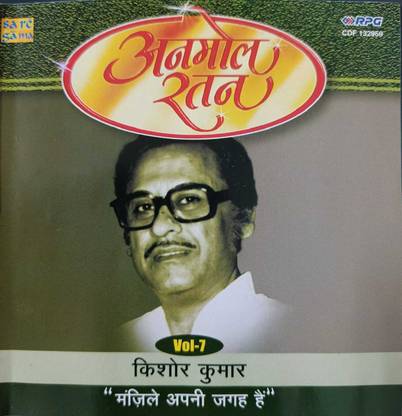 sa re
ga ma
RPG
CDF 132959
अनमोल
रतन
Vol-7
किशोर कुमार
"मंज़िले अपनी जगह हैं"